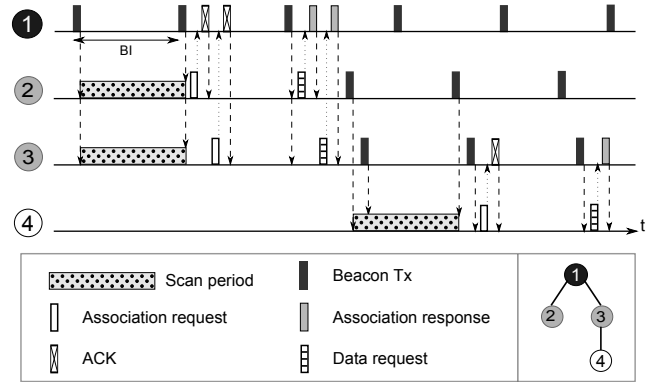 1
BI
2
3
4
t
Scan period
Beacon Tx
Association request
Association response
ACK
Data request
1
2
3
4